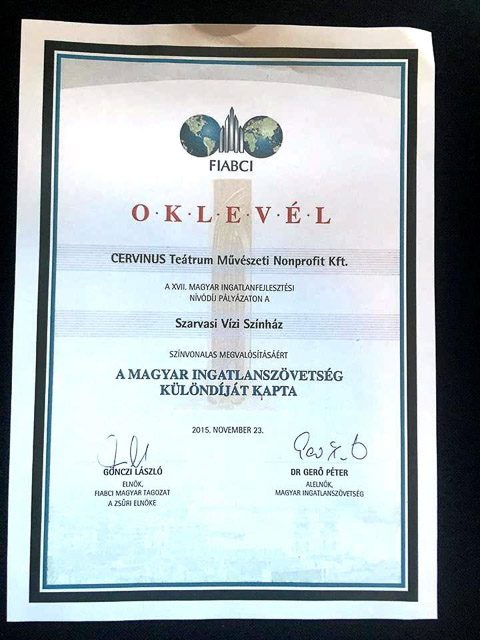 FIABCI
O·K·L·E·V·É·L
CERVINUS Teátrum Művészeti Nonprofit Kft.
A XVII. MAGYAR INGATLANFEJLESZTÉSI
NÍVÓDÍJ PÁLYÁZATON A
Szarvasi Vízi Színház
SZÍNVONALAS MEGVALÓSÍTÁSÁÉRT
A MAGYAR INGATLANSZÖVETSÉG
KÜLÖNDÍJÁT KAPTA
2015. NOVEMBER 23.
GÖNCZI LÁSZLÓ
ELNÖK,
FIABCI MAGYAR TAGOZAT
A ZSŰRI ELNÖKE
DR GERŐ PÉTER
ALELNÖK,
MAGYAR INGATLANSZÖVETSÉG